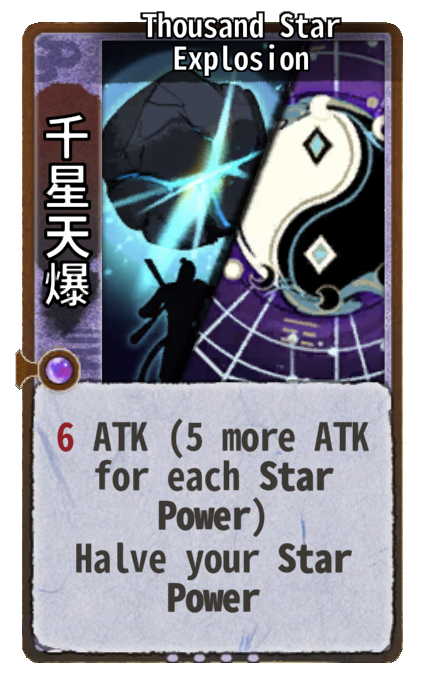 Thousand Star
Explosion
千星天爆
6 ATK (5 more ATK
for each Star
Power)
Halve your Star
Power